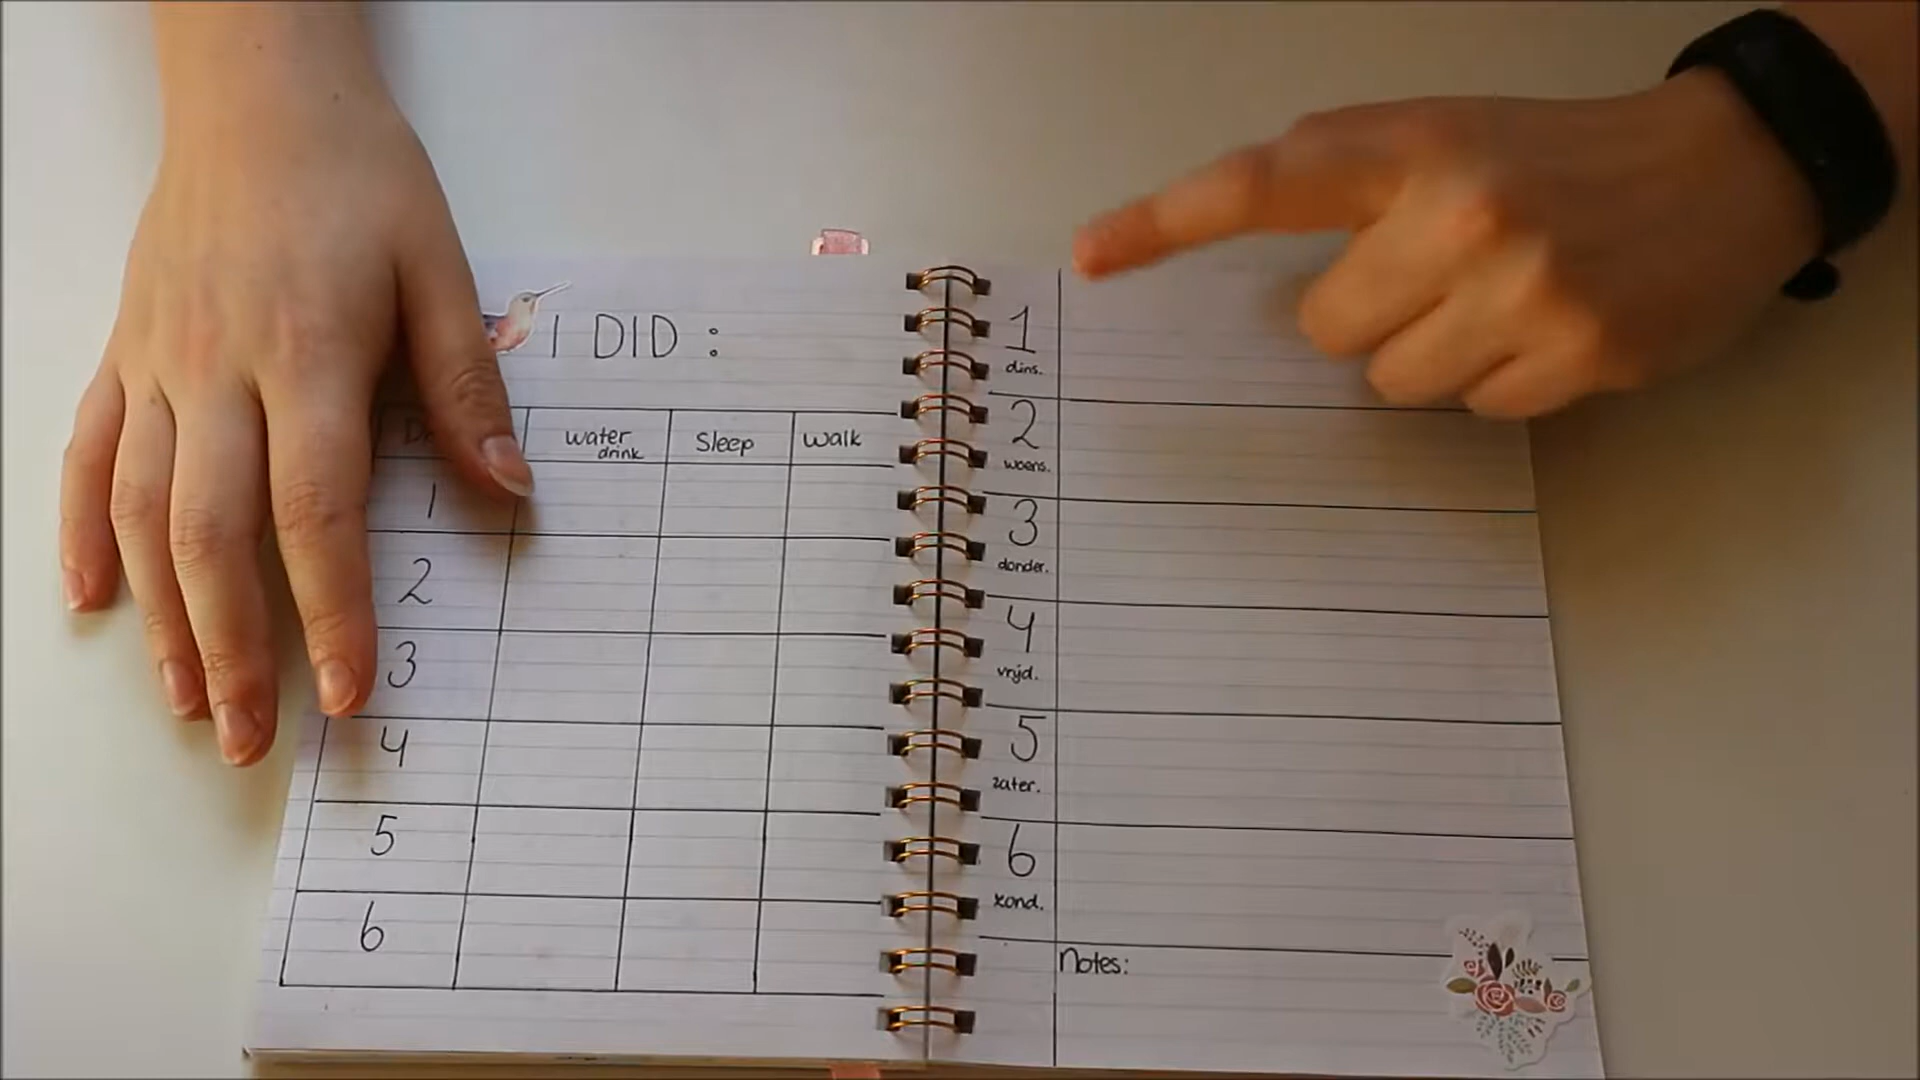 I DID :
water drink
Sleep
Walk
1
2
3
4
5
6
1
dins.
2
woens.
3
donder.
4
vrijd.
5
zater.
6
zond.
Notes: